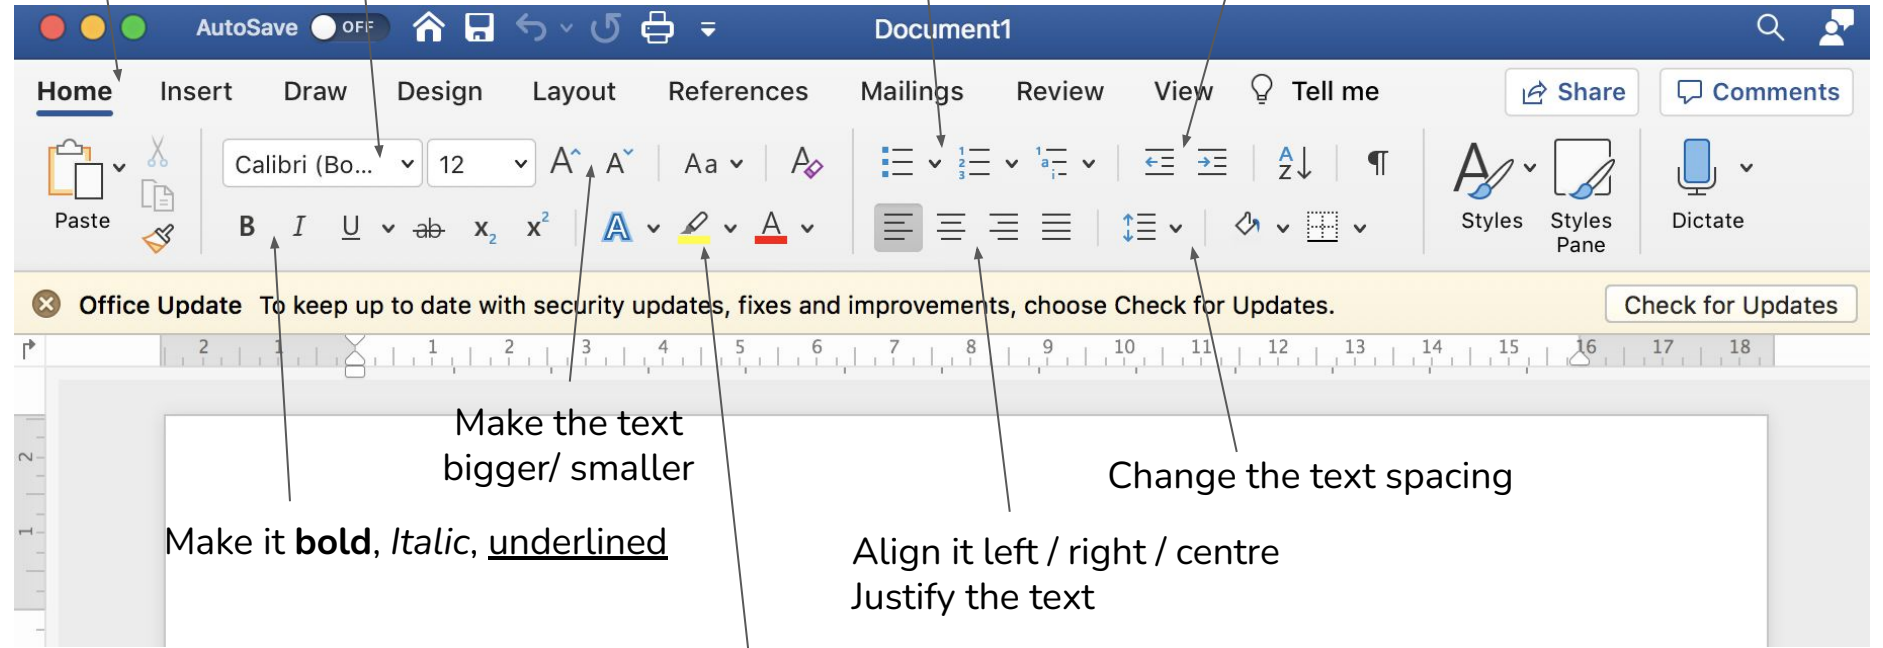 AutoSave OFF Document1
Home Insert Draw Design Layout References Mailings Review View Tell me Share Comments
Calibri (Bo... 12 A A Aa A
Paste B I U ab x2 x2 A A
Styles Styles Pane Dictate
Office Update To keep up to date with security updates, fixes and improvements, choose Check for Updates. Check for Updates
2 1 1 2 3 4 5 6 7 8 9 10 11 12 13 14 15 16 17 18
Make the text
bigger/ smaller
Change the text spacing
Make it bold, Italic, underlined
Align it left / right / centre
Justify the text
2
1